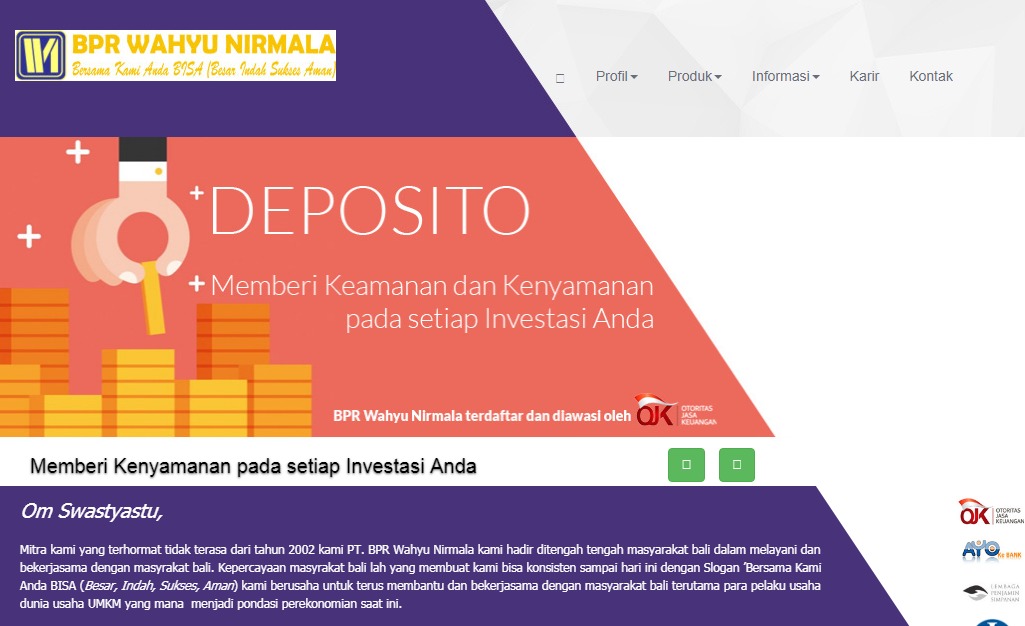 BPR WAHYU NIRMALA
Bersama Kami Anda BISA (Besar Indah Sukses Aman)
Profil Produk Informasi Karir Kontak
DEPOSITO
Memberi Keamanan dan Kenyamanan
pada setiap Investasi Anda
BPR Wahyu Nirmala terdaftar dan diawasi oleh OJK OTORITAS JASA KEUANGAN
Memberi Kenyamanan pada setiap Investasi Anda
Om Swastyastu,
Mitra kami yang terhormat tidak terasa dari tahun 2002 kami PT. BPR Wahyu Nirmala kami hadir ditengah tengah masyarakat bali dalam melayani dan
bekerjasama dengan masyrakat bali. Kepercayaan masyrakat bali lah yang membuat kami bisa konsisten sampai hari ini dengan Slogan 'Bersama Kami
Anda BISA (Besar, Indah, Sukses, Aman) kami berusaha untuk terus membantu dan bekerjasama dengan masyarakat bali terutama para pelaku usaha
dunia usaha UMKM yang mana menjadi pondasi perekonomian saat ini.
OJK OTORITAS JASA KEUANGAN
AYO Ke BANK
LEMBAGA PENJAMIN SIMPANAN